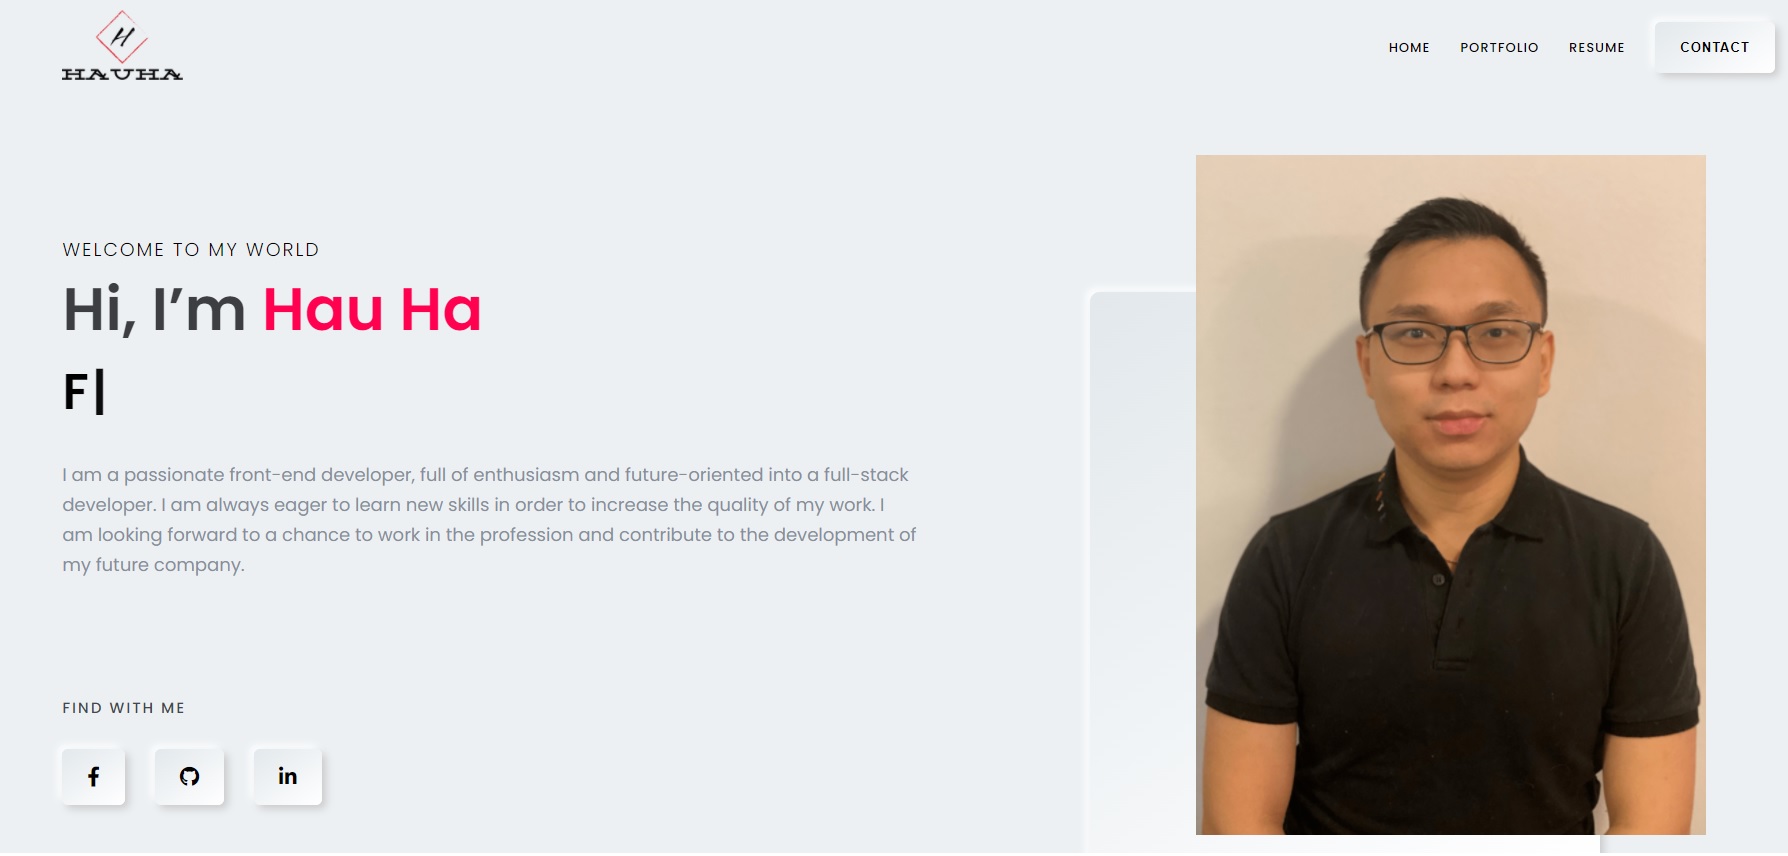 H
HAUHA
HOME
PORTFOLIO
RESUME
CONTACT
WELCOME TO MY WORLD
Hi, I’m Hau Ha
F|
I am a passionate front-end developer, full of enthusiasm and future-oriented into a full-stack
developer. I am always eager to learn new skills in order to increase the quality of my work. I
am looking forward to a chance to work in the profession and contribute to the development of
my future company.
FIND WITH ME
f
in